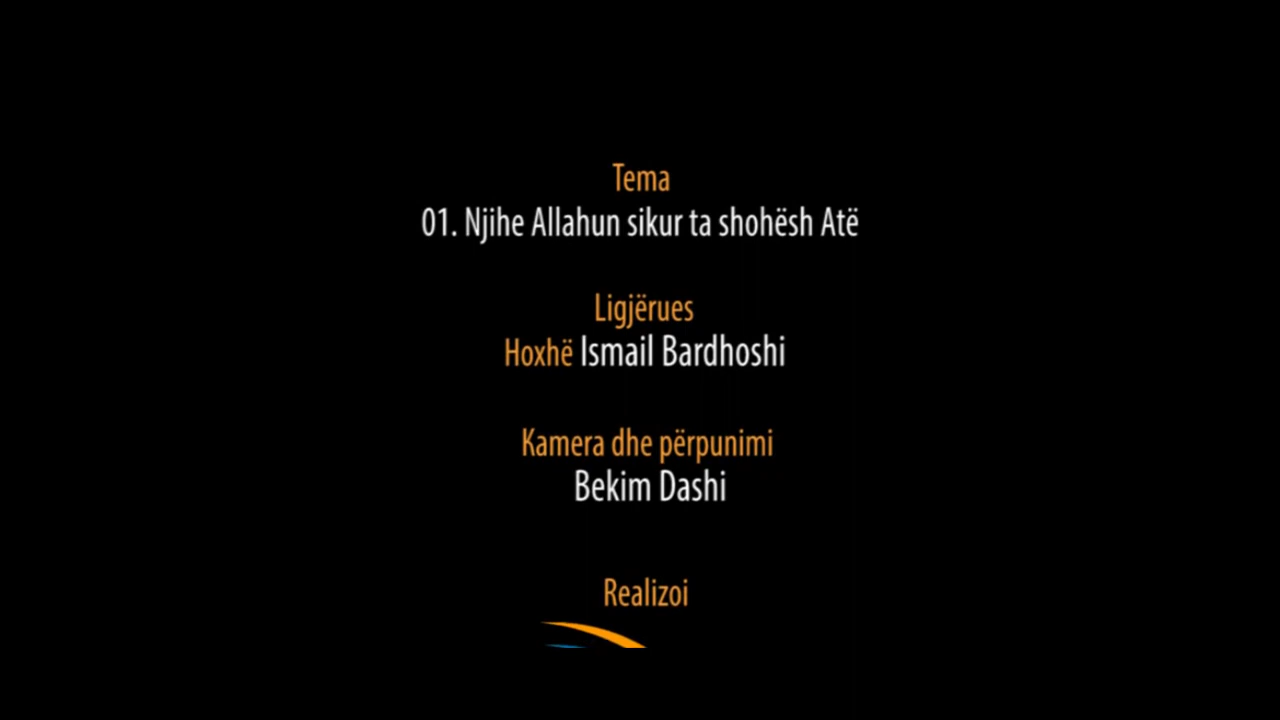 Tema
01. Njihe Allahun sikur ta shohësh Atë
Ligjërues
Hoxhë Ismail Bardhoshi
Kamera dhe përpunimi
Bekim Dashi
Realizoi